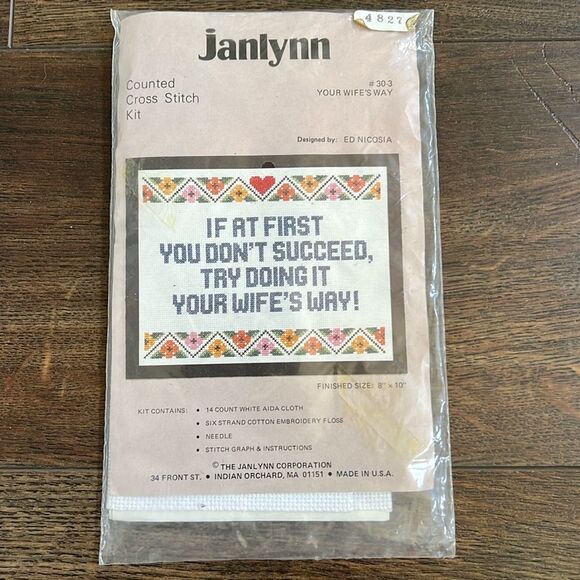 4827
janlynn
Counted
Cross Stitch
Kit
# 30-3
YOUR WIFE'S WAY
Designed by: ED NICOSIA
IF AT FIRST
YOU DON'T SUCCEED,
TRY DOING IT
YOUR WIFE'S WAY!
FINISHED SIZE: 8" x 10"
KIT CONTAINS: • 14 COUNT WHITE AIDA CLOTH
• SIX STRAND COTTON EMBROIDERY FLOSS
• NEEDLE
• STITCH GRAPH & INSTRUCTIONS
© THE JANLYNN CORPORATION
34 FRONT ST. • INDIAN ORCHARD, MA 01151 • MADE IN U.S.A.